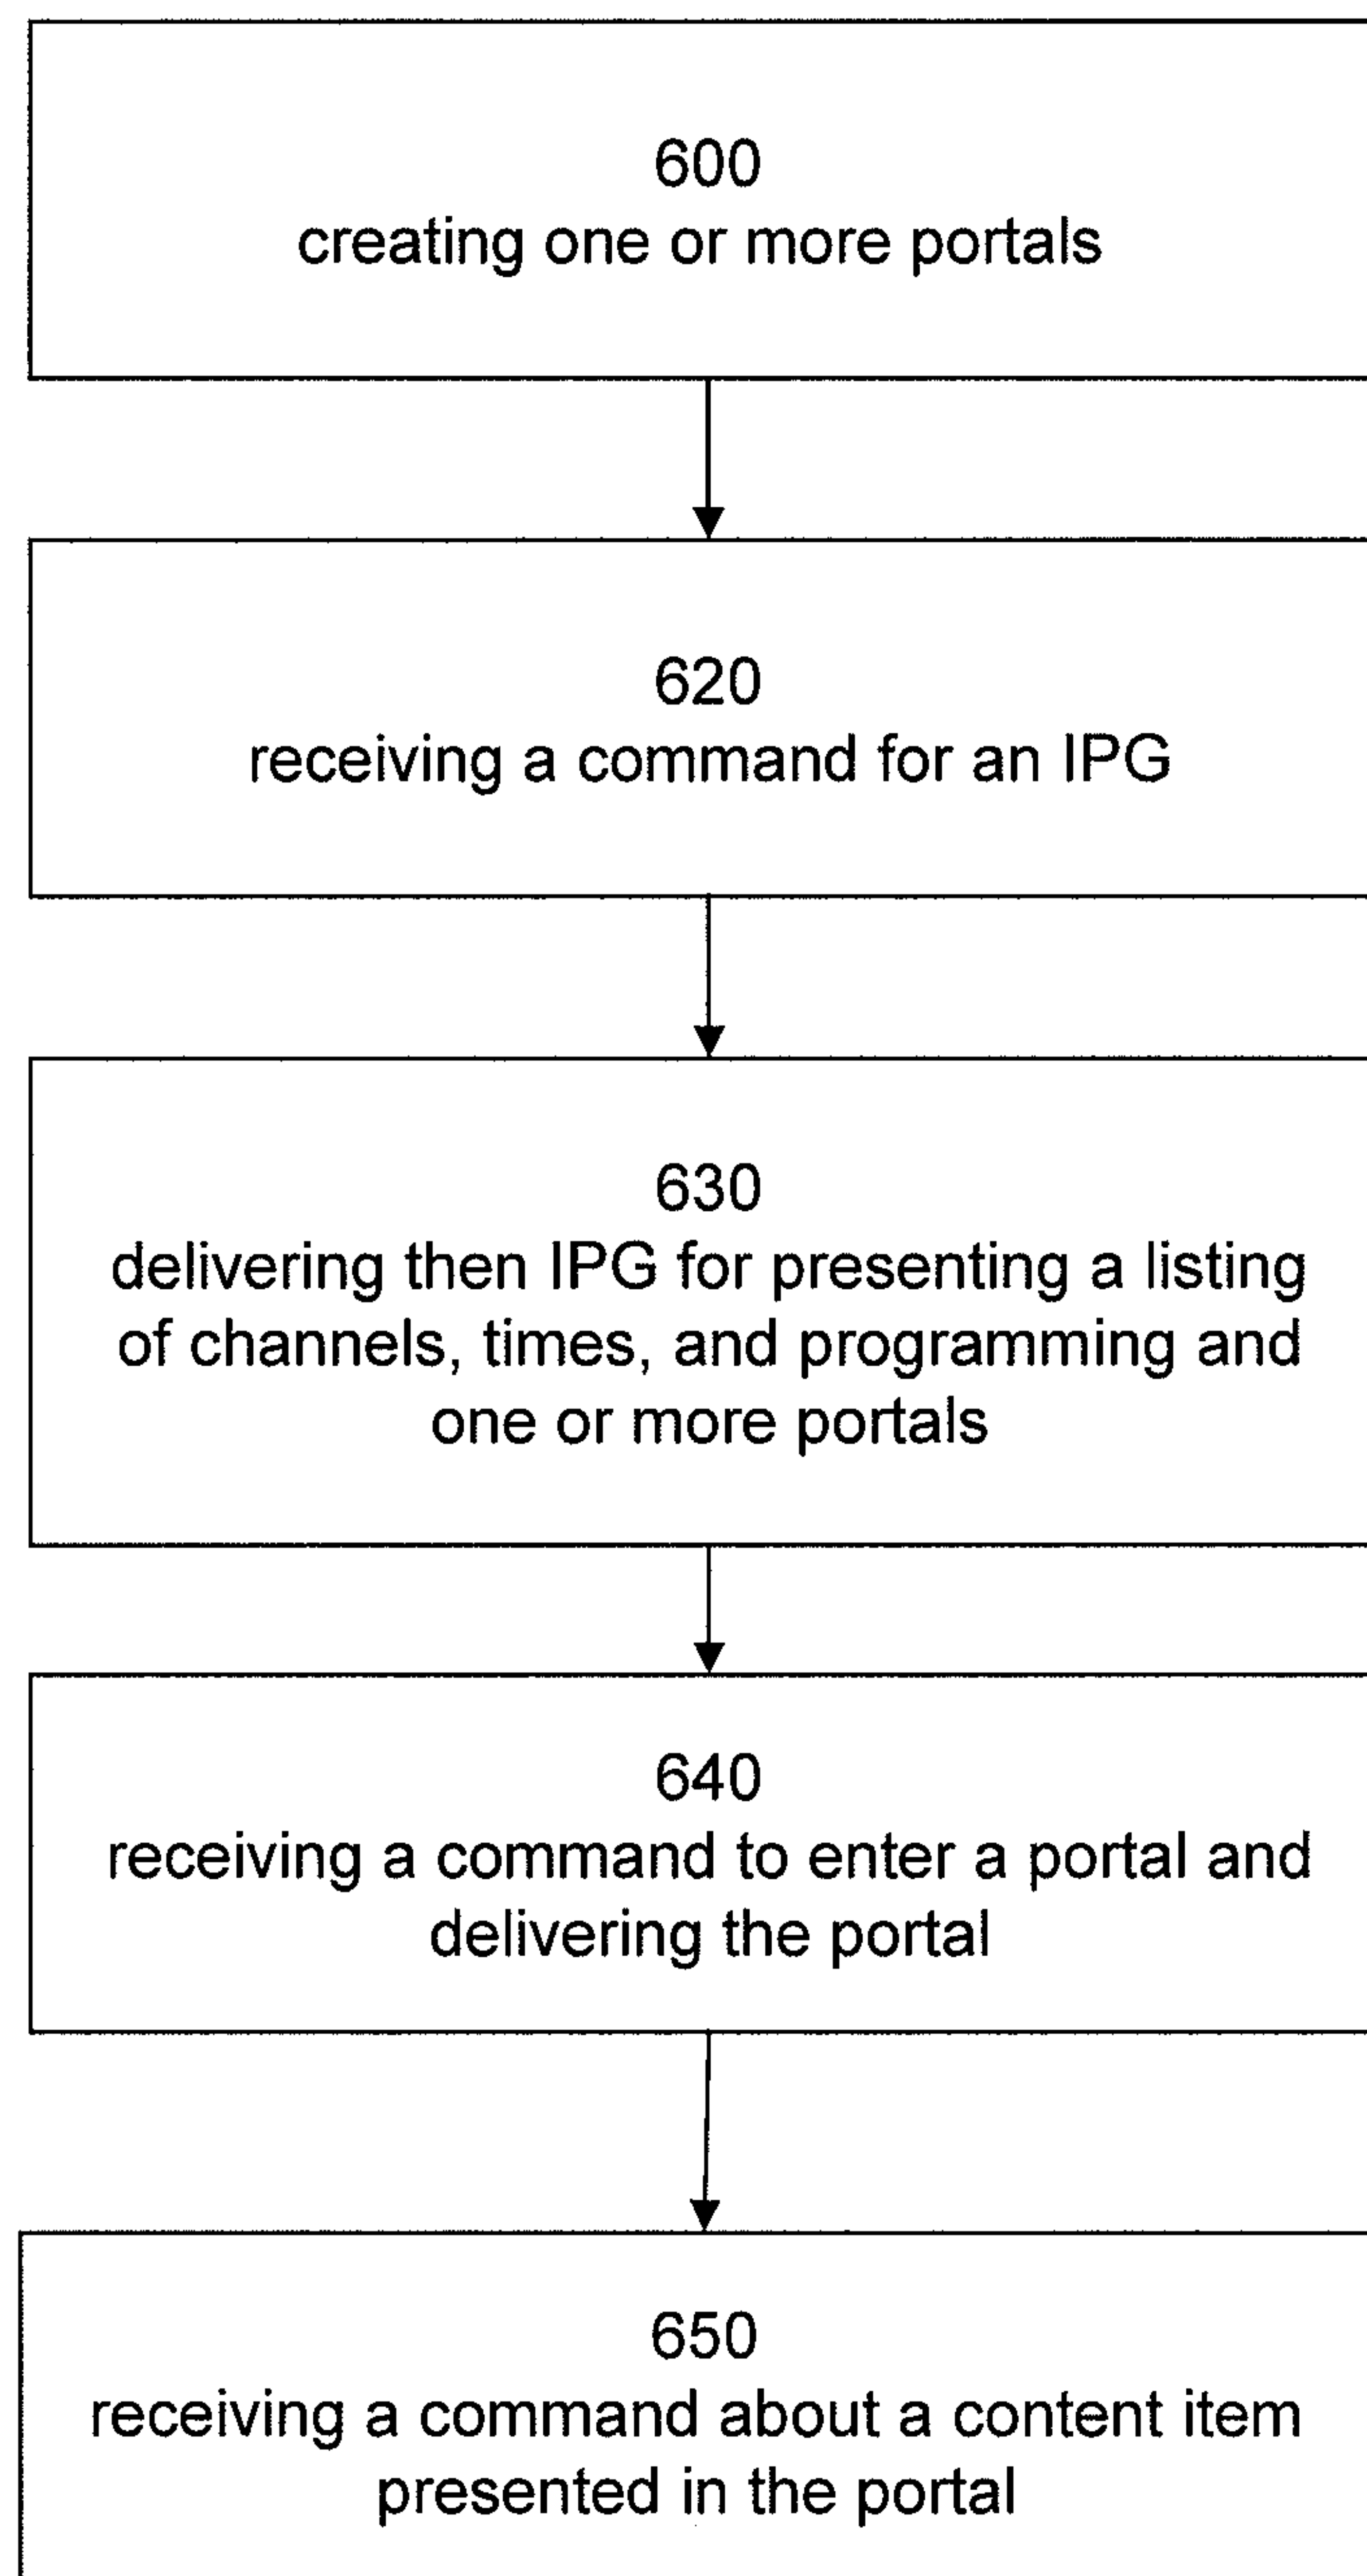 600
creating one or more portals
620
receiving a command for an IPG
630
delivering then IPG for presenting a listing
of channels, times, and programming and
one or more portals
640
receiving a command to enter a portal and
delivering the portal
650
receiving a command about a content item
presented in the portal